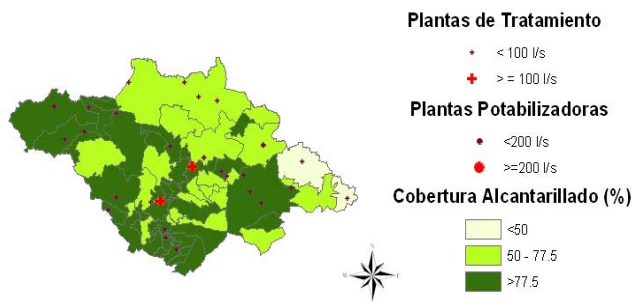 Plantas de Tratamiento
< 100 l/s
> = 100 l/s
Plantas Potabilizadoras
<200 l/s
>=200 l/s
Cobertura Alcantarillado (%)
<50
50 - 77.5
>77.5
N
W E
S